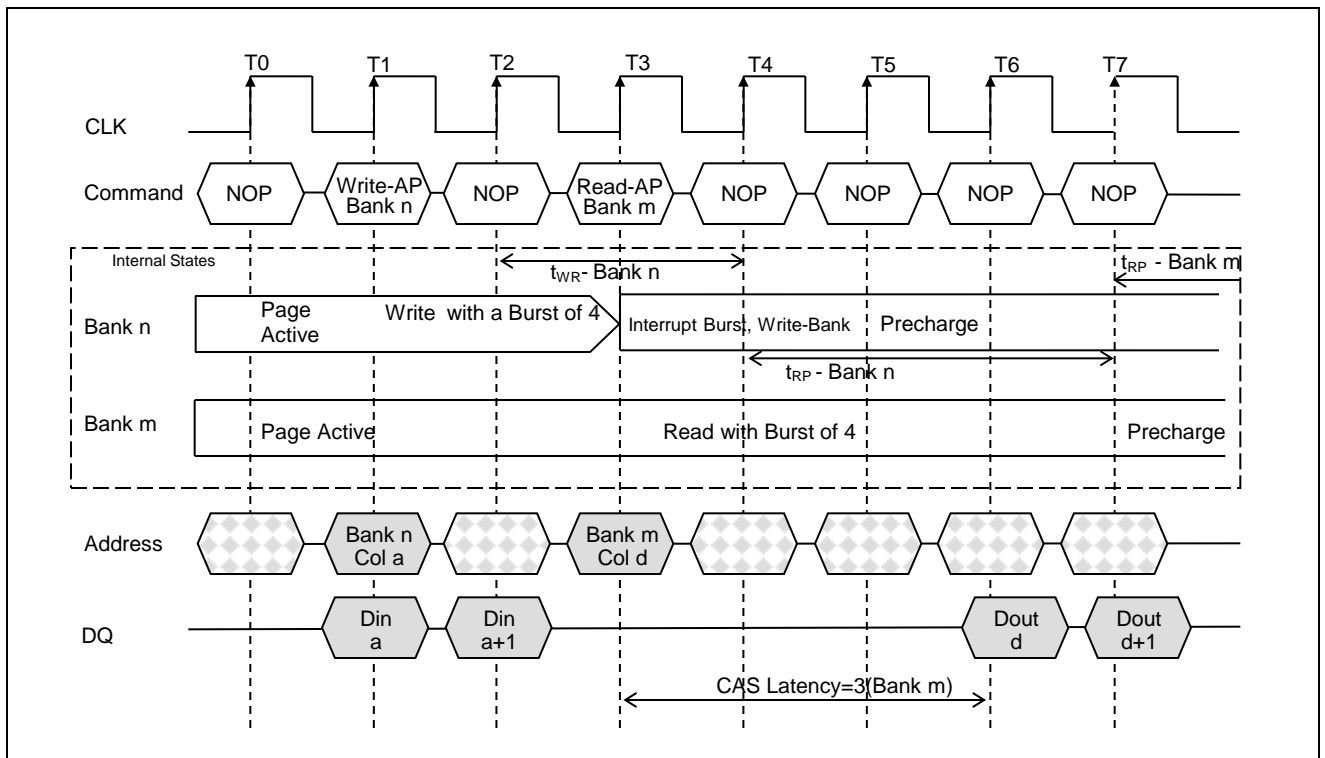 T0 T1 T2 T3 T4 T5 T6 T7
CLK
Command NOP Write-AP Bank n NOP Read-AP Bank m NOP NOP NOP NOP
Internal States
tWR- Bank n
tRP - Bank m
Bank n
Page Active
Write with a Burst of 4
Interrupt Burst, Write-Bank
Precharge
tRP - Bank n
Bank m
Page Active
Read with Burst of 4
Precharge
Address
Bank n
Col a
Bank m
Col d
DQ
Din
a
Din
a+1
Dout
d
Dout
d+1
CAS Latency=3(Bank m)